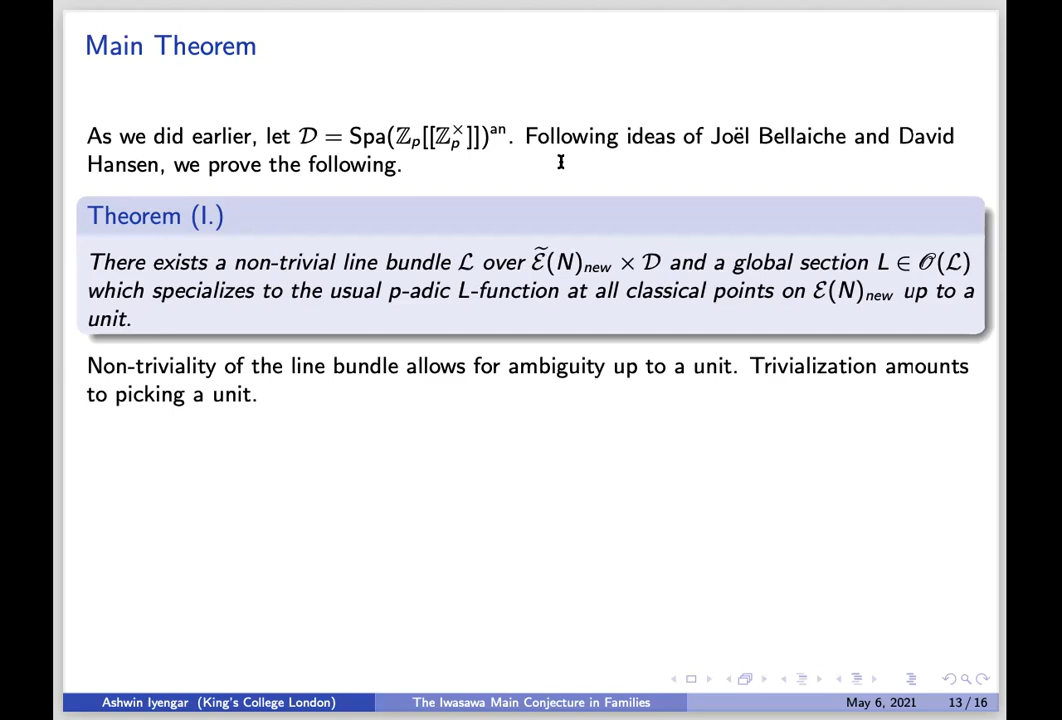 Main Theorem
As we did earlier, let 𝒟 = Spa(ℤ_p[[ℤ_p^×]])^an. Following ideas of Joël Bellaiche and David
Hansen, we prove the following.
Theorem (I.)
There exists a non-trivial line bundle ℒ over ℰ̃(N)_new × 𝒟 and a global section L ∈ 𝒪(ℒ)
which specializes to the usual p-adic L-function at all classical points on ℰ(N)_new up to a
unit.
Non-triviality of the line bundle allows for ambiguity up to a unit. Trivialization amounts
to picking a unit.
Ashwin Iyengar (King's College London) The Iwasawa Main Conjecture in Families May 6, 2021 13 / 16